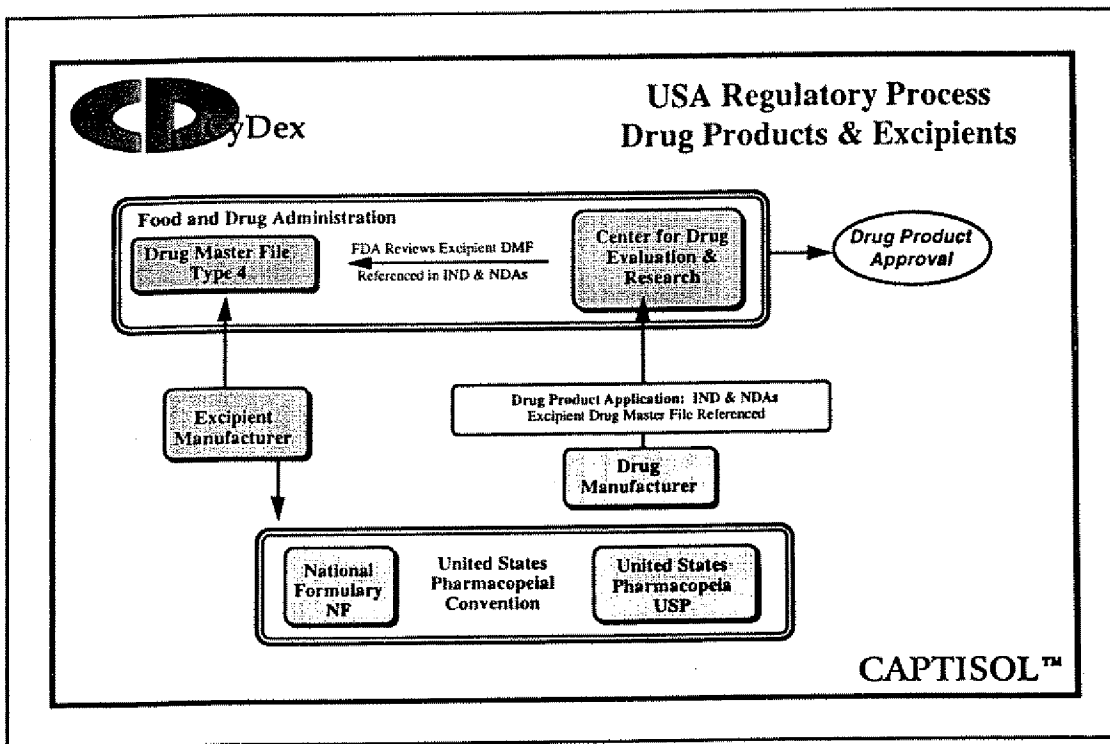 CyDex
USA Regulatory Process
Drug Products & Excipients
Food and Drug Administration
Drug Master File
Type 4
FDA Reviews Excipient DMF
Referenced in IND & NDAs
Center for Drug
Evaluation &
Research
Drug Product
Approval
Excipient
Manufacturer
Drug Product Application: IND & NDAs
Excipient Drug Master File Referenced
Drug
Manufacturer
National
Formulary
NF
United States
Pharmacopeial
Convention
United States
Pharmacopeia
USP
CAPTISOL™